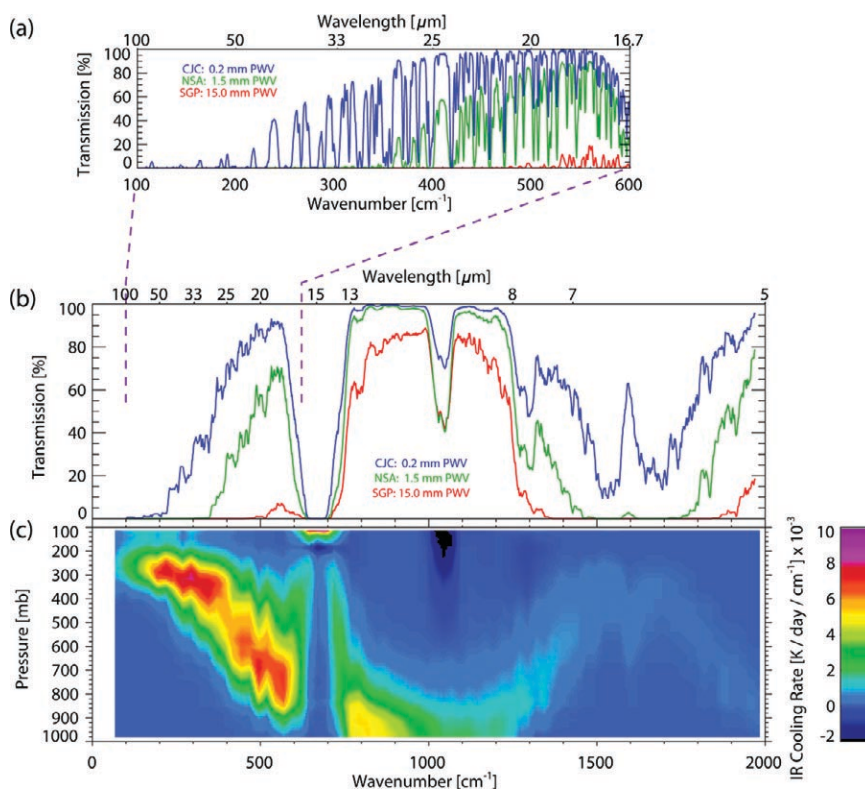 (a)
Wavelength [µm]
100 50 33 25 20 16.7
Transmission [%]
100
80
60
40
20
0
CJC: 0.2 mm PWV
NSA: 1.5 mm PWV
SGP: 15.0 mm PWV
100 200 300 400 500 600
Wavenumber [cm-1]
(b)
Wavelength [µm]
100 50 33 25 20 15 13 8 7 5
Transmission [%]
100
80
60
40
20
0
CJC: 0.2 mm PWV
NSA: 1.5 mm PWV
SGP: 15.0 mm PWV
(c)
Pressure [mb]
100
200
300
400
500
600
700
800
900
1000
0 500 1000 1500 2000
Wavenumber [cm-1]
10
8
6
4
2
0
-2
IR Cooling Rate [K / day / cm-1] x 10-3